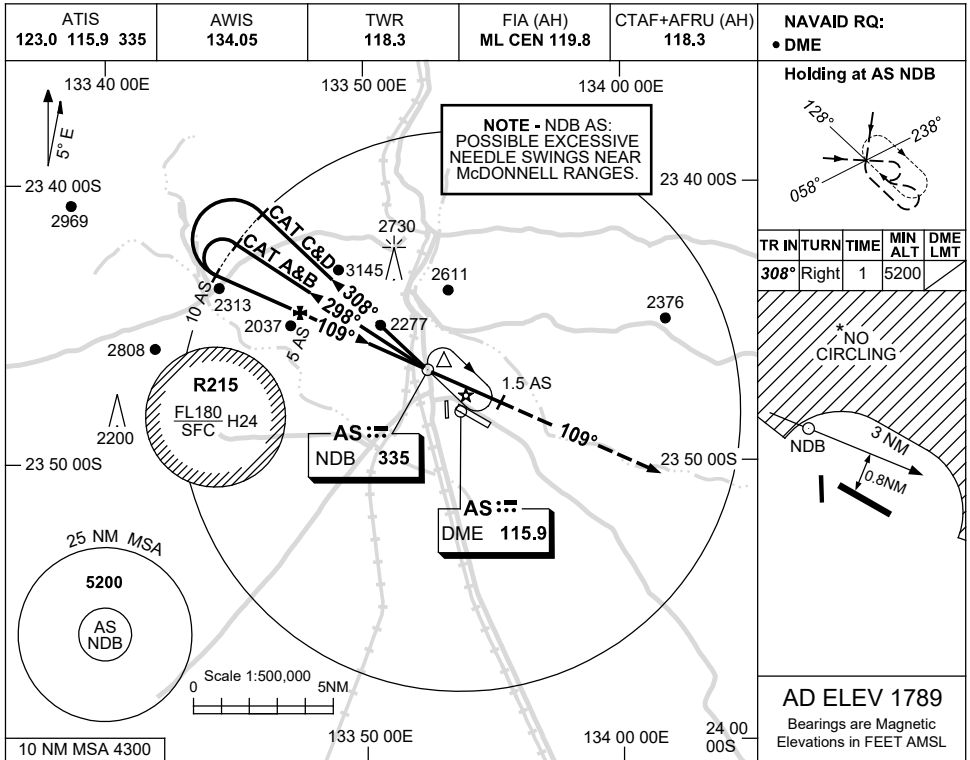 ATIS
123.0 115.9 335
AWIS
134.05
TWR
118.3
FIA (AH)
ML CEN 119.8
CTAF+AFRU (AH)
118.3
NAVAID RQ:
• DME
133 40 00E
133 50 00E
134 00 00E
5° E
NOTE - NDB AS:
POSSIBLE EXCESSIVE
NEEDLE SWINGS NEAR
McDONNELL RANGES.
Holding at AS NDB
128°
238°
058°
TR IN TURN TIME MIN ALT DME LMT
308° Right 1 5200
23 40 00S
23 40 00S
2969
CAT C&D
CAT A&B
2730
3145
308°
298°
109°
2611
2313
2037
2277
2376
10 AS
5 AS
2808
1.5 AS
109°
R215
FL180
SFC
H24
2200
23 50 00S
23 50 00S
AS
NDB 335
AS
DME 115.9
*NO
CIRCLING
NDB
3 NM
0.8NM
25 NM MSA
5200
AS
NDB
Scale 1:500,000
0
5NM
10 NM MSA 4300
133 50 00E
134 00 00E
24 00
00S
AD ELEV 1789
Bearings are Magnetic
Elevations in FEET AMSL